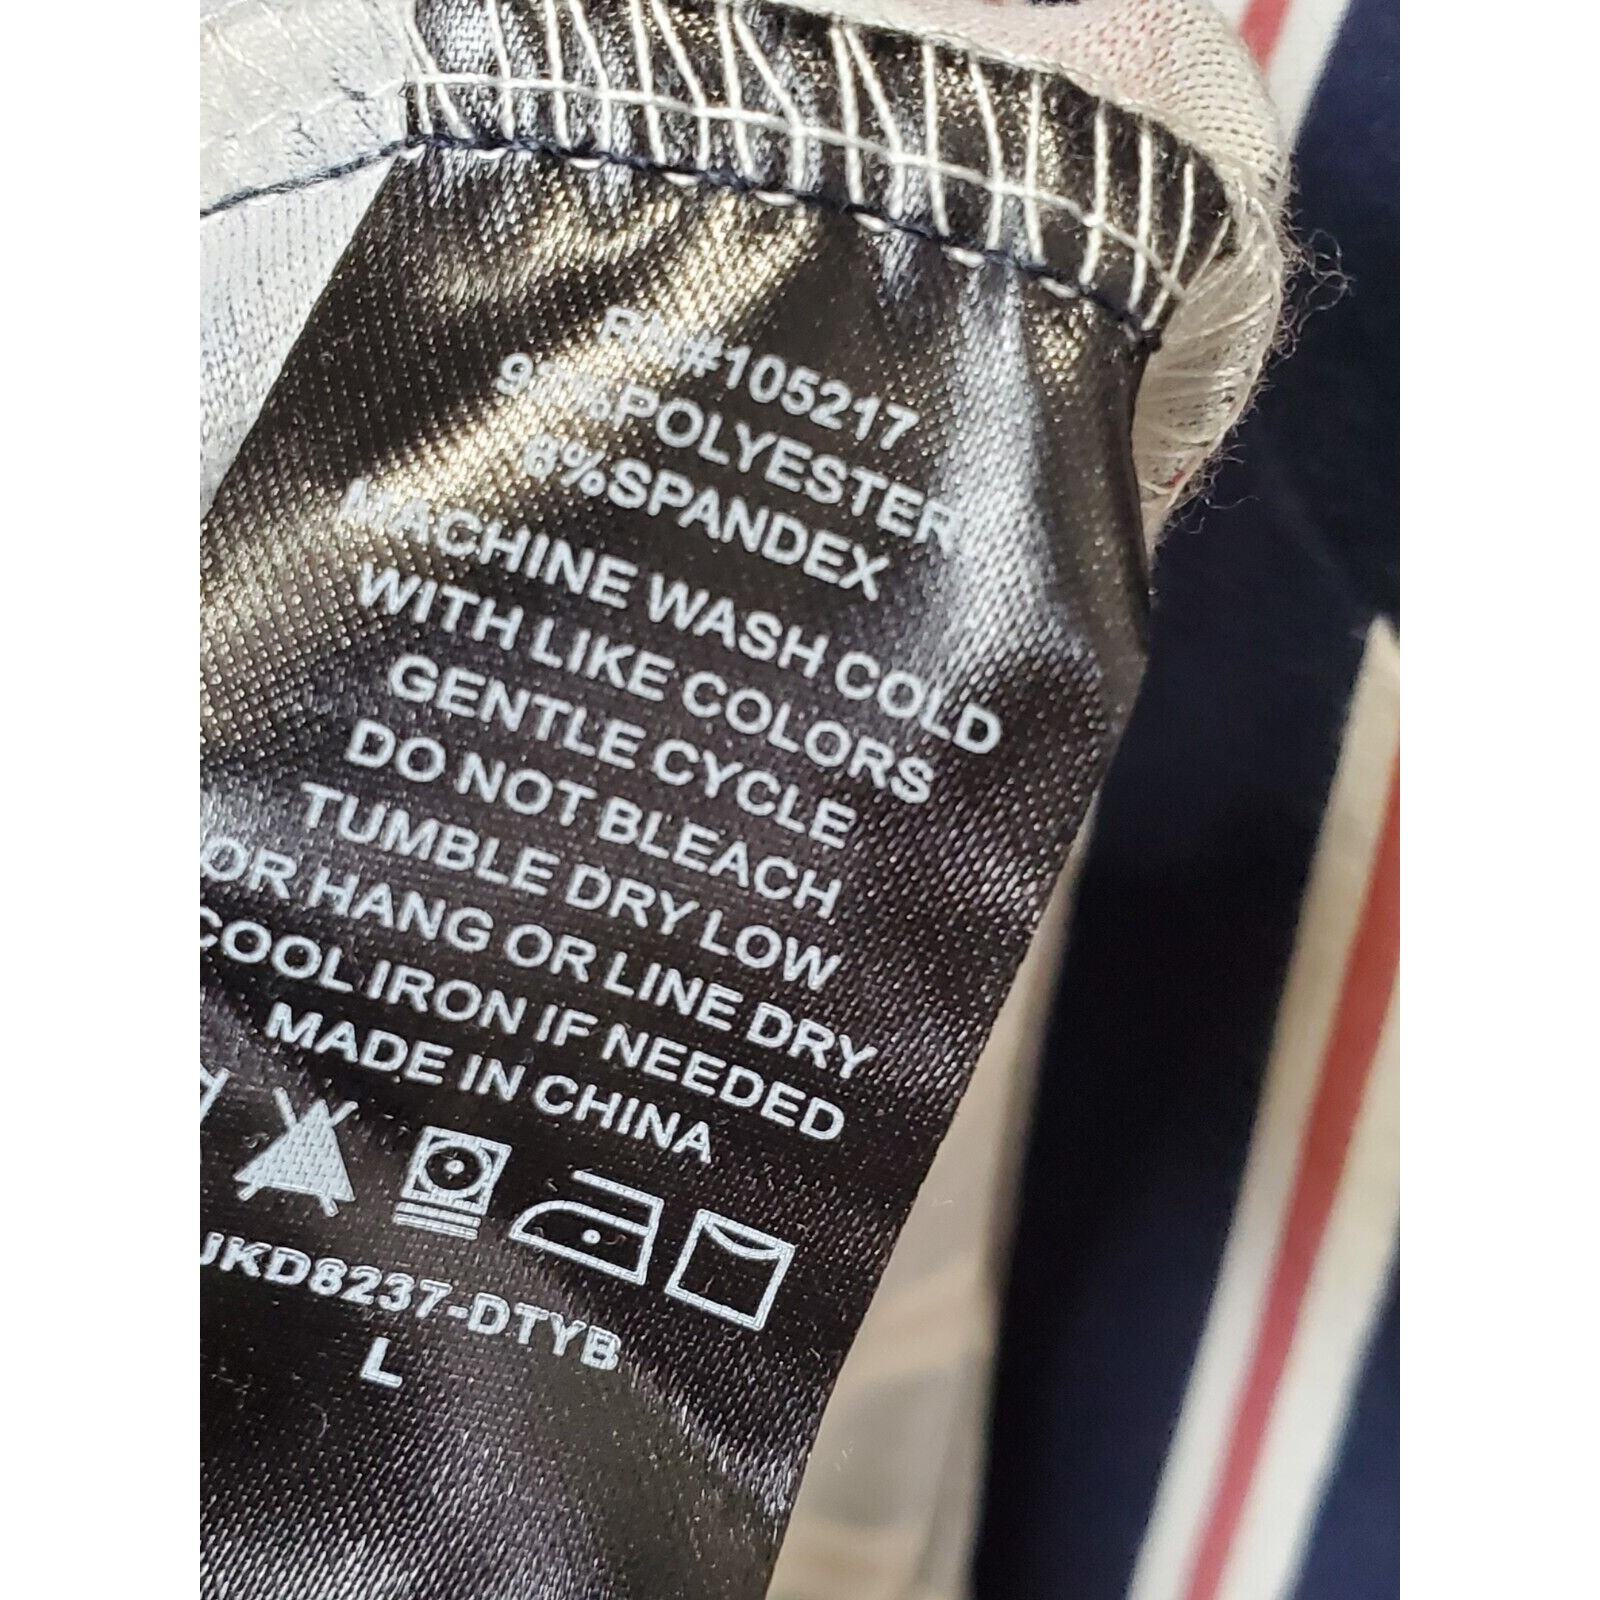 RN#105217
POLYESTER
SPANDEX
MACHINE WASH COLD
WITH LIKE COLORS
GENTLE CYCLE
DO NOT BLEACH
TUMBLE DRY LOW
OR HANG OR LINE DRY
COOL IRON IF NEEDED
MADE IN CHINA
JKD8237-DTYB
L